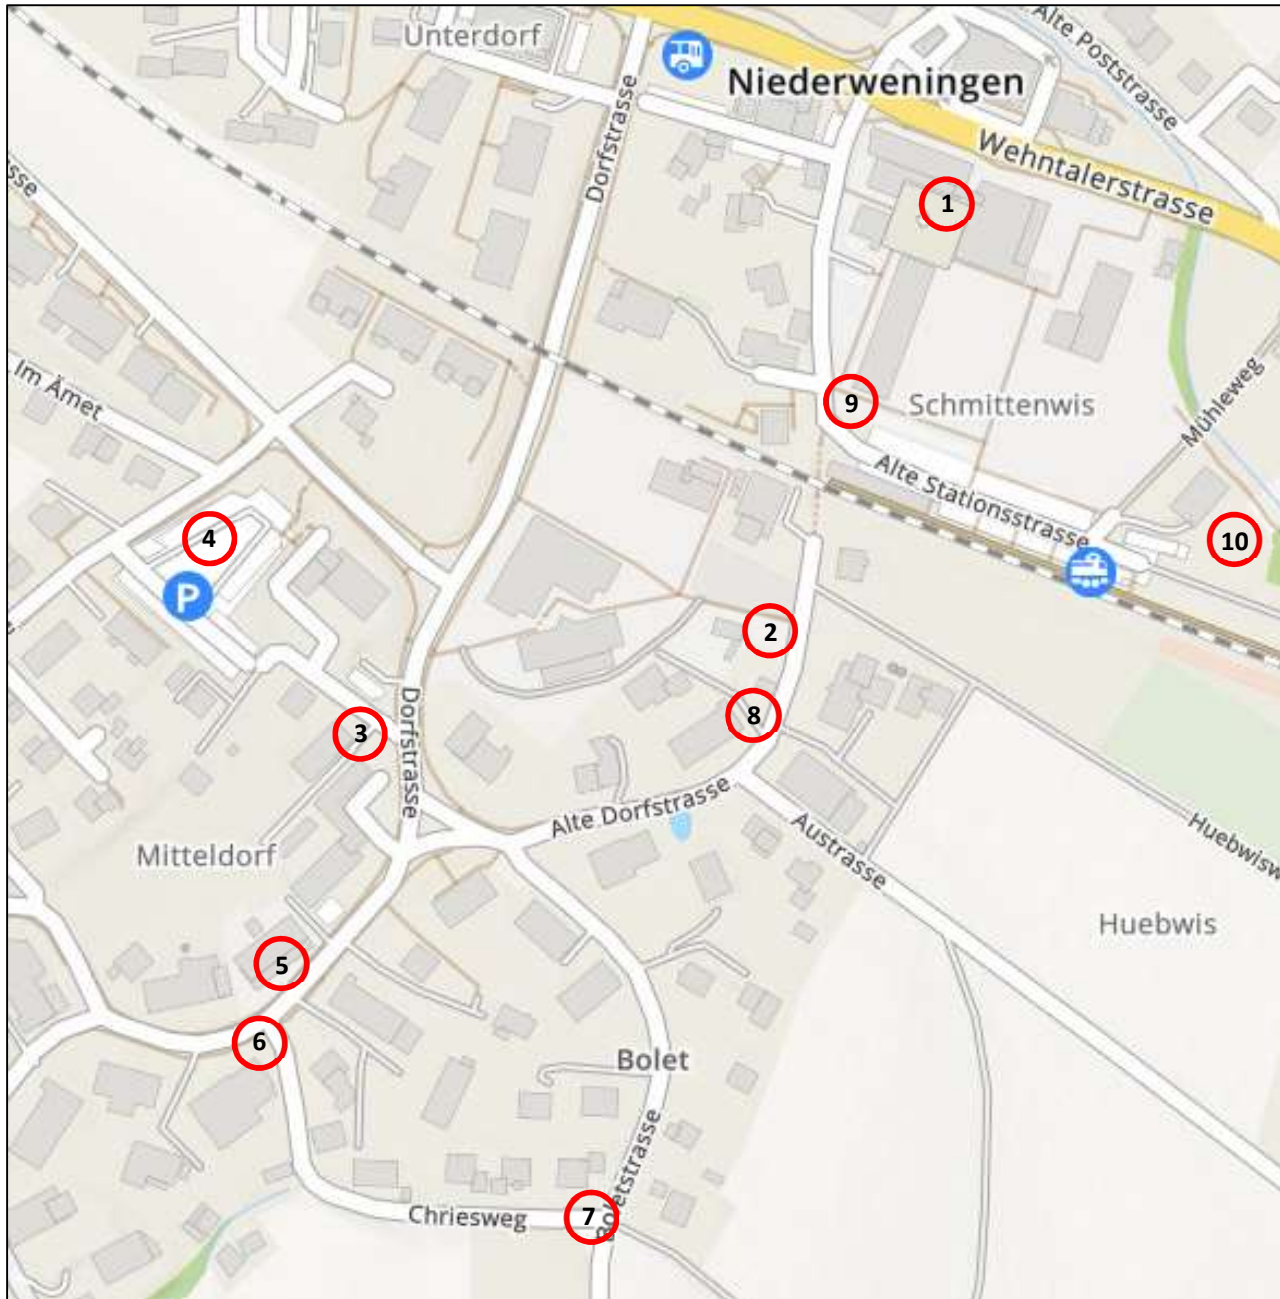 Unterdorf
Alte Poststrasse
Niederweningen
Dorfstrasse
Wehntalerstrasse
sse
1
Im Ämet
9
Schmittenwis
Mühleweg
Alte Stationsstrasse
4
10
P
2
Dorfstrasse
8
3
Alte Dorfstrasse
Austrasse
Huebwisw
Mitteldorf
Huebwis
5
6
Bolet
Boletstrasse
Chriesweg
7